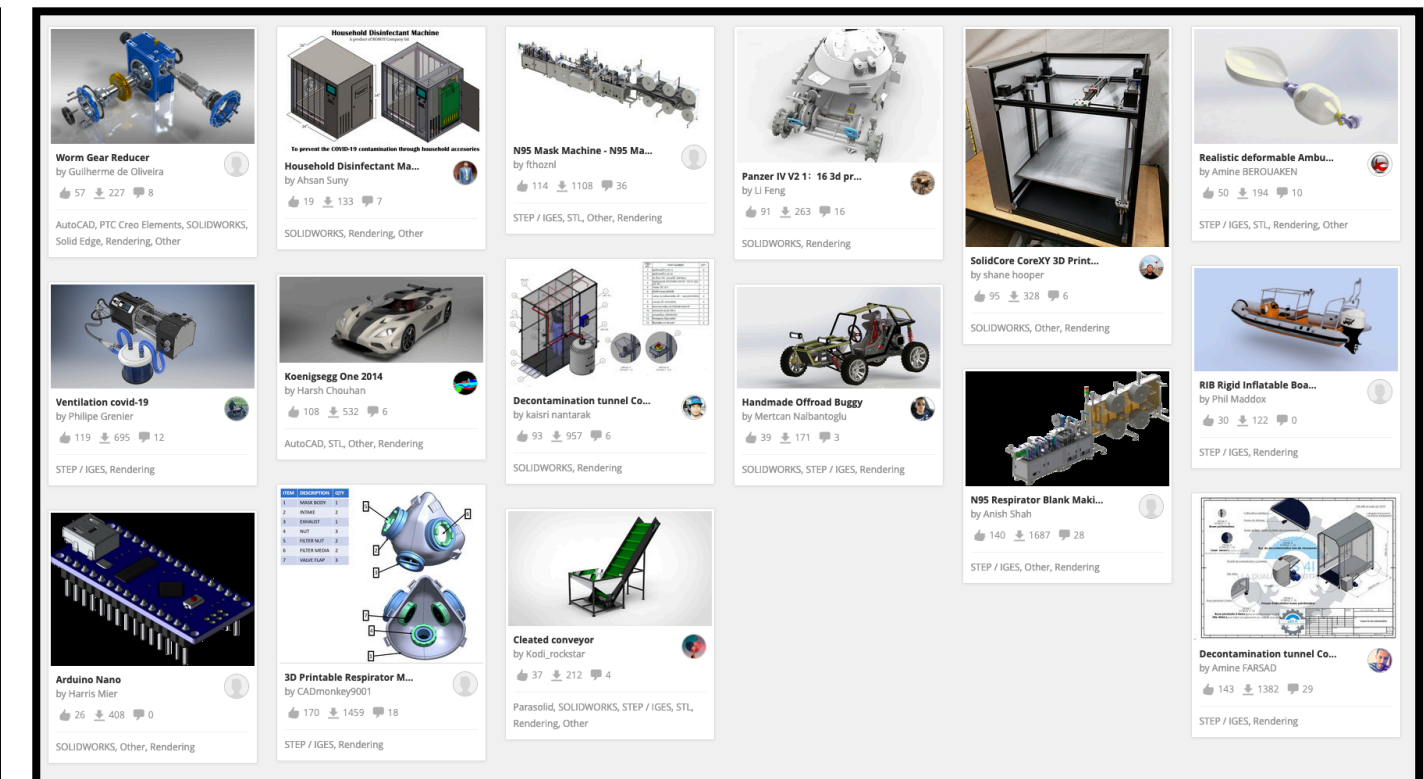 Worm Gear Reducer
by Guilherme de Oliveira
57 227 8
AutoCAD, PTC Creo Elements, SOLIDWORKS,
Solid Edge, Rendering, Other
Ventilation covid-19
by Philipe Grenier
119 695 12
STEP / IGES, Rendering
Arduino Nano
by Harris Mier
26 408 0
SOLIDWORKS, Other, Rendering
Household Disinfectant Machine
To prevent the COVID-19 contamination through household accesories
Household Disinfectant Ma...
by Ahsan Suny
19 133 7
SOLIDWORKS, Rendering, Other
Koenigsegg One 2014
by Harsh Chouhan
108 532 6
AutoCAD, STL, Other, Rendering
ITEM DESCRIPTION QTY
1 MASK BODY 1
2 INTAKE 2
3 EXHAUST 1
4 NUT 3
5 FILTER NUT 2
6 FILTER MEDIA 2
7 VALVE FLAP 3
3D Printable Respirator M...
by CADmonkey9001
170 1459 18
STEP / IGES, Rendering
N95 Mask Machine - N95 Ma...
by fthoznl
114 1108 36
STEP / IGES, STL, Other, Rendering
Decontamination tunnel Co...
by kaisri nantarak
93 957 6
SOLIDWORKS, Rendering
Cleated conveyor
by Kodi_rockstar
37 212 4
Parasolid, SOLIDWORKS, STEP / IGES, STL,
Rendering, Other
Panzer IV V2 1：16 3d pr...
by Li Feng
91 263 16
SOLIDWORKS, Rendering
Handmade Offroad Buggy
by Mertcan Nalbantoglu
39 171 3
SOLIDWORKS, STEP / IGES, Rendering
SolidCore CoreXY 3D Print...
by shane hooper
95 328 6
SOLIDWORKS, Other, Rendering
N95 Respirator Blank Maki...
by Anish Shah
140 1687 28
STEP / IGES, Other, Rendering
Realistic deformable Ambu...
by Amine BEROUAKEN
50 194 10
STEP / IGES, STL, Rendering, Other
RIB Rigid Inflatable Boa...
by Phil Maddox
30 122 0
STEP / IGES, Rendering
Decontamination tunnel Co...
by Amine FARSAD
143 1382 29
STEP / IGES, Rendering